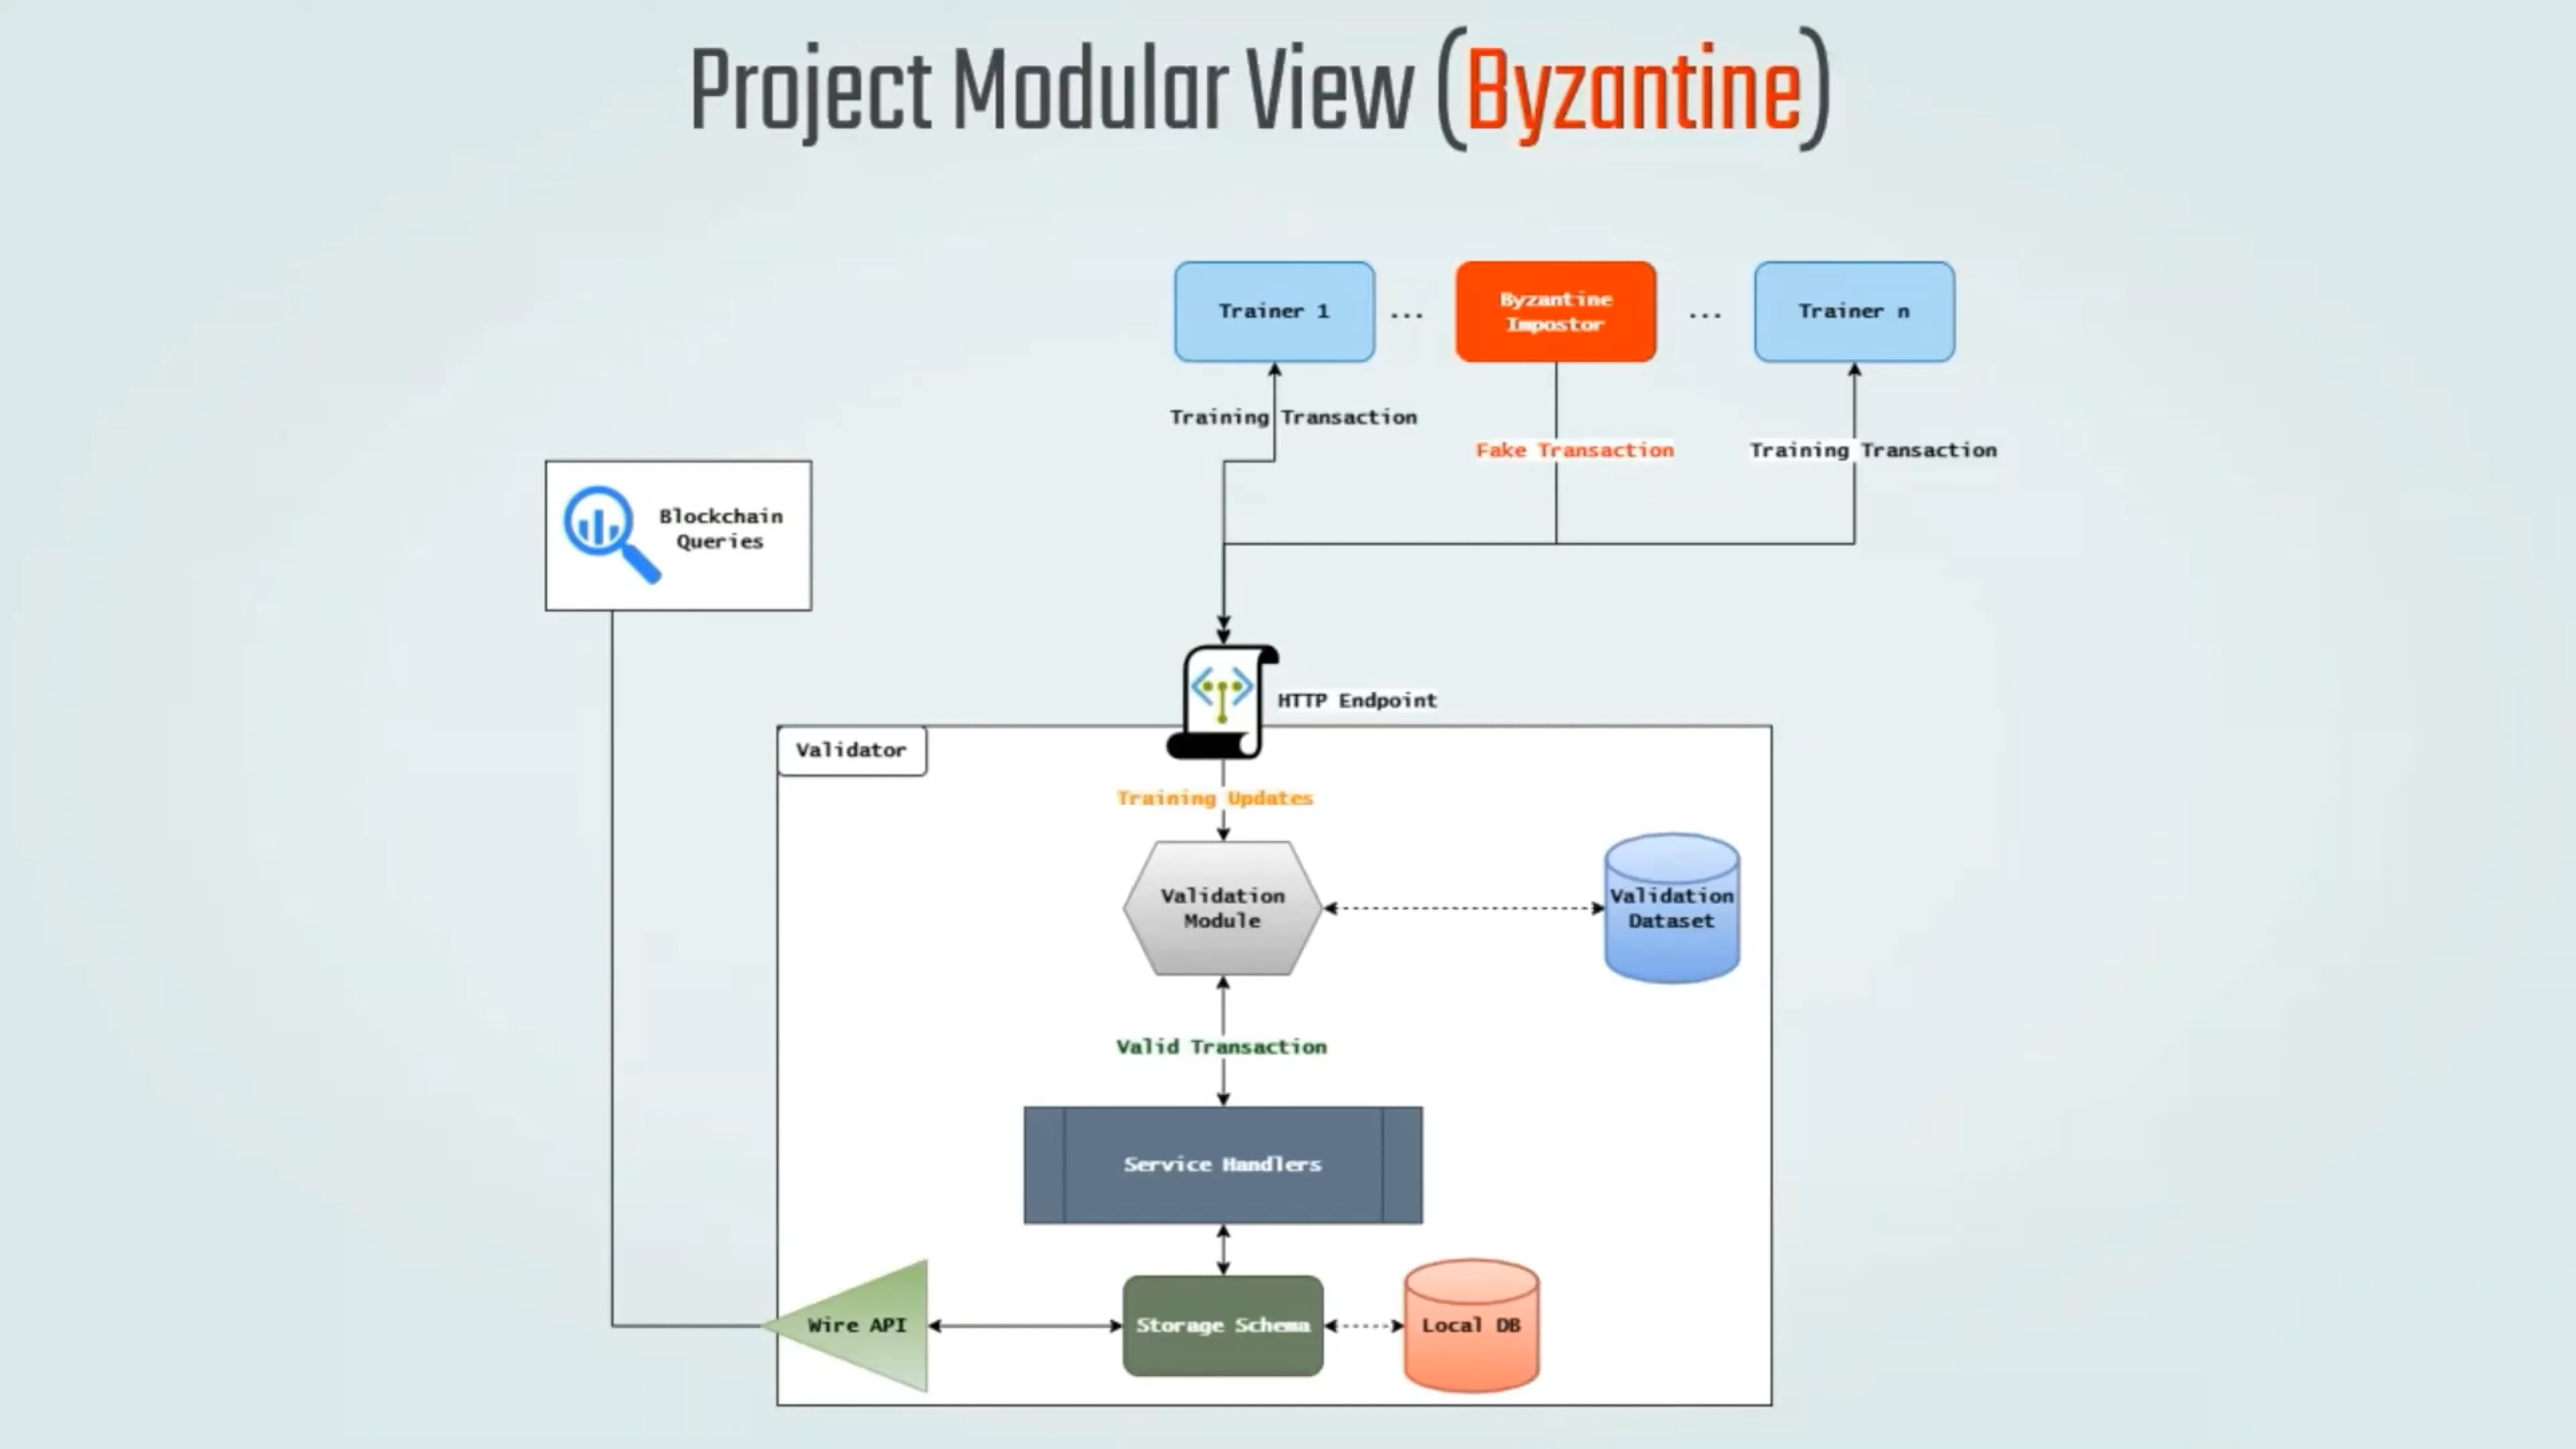 Project Modular View (Byzantine)
Trainer 1
...
Byzantine
Impostor
...
Trainer n
Training Transaction
Fake Transaction
Training Transaction
Blockchain
Queries
HTTP Endpoint
Validator
Training Updates
Validation
Module
Validation
Dataset
Valid Transaction
Service Handlers
Wire API
Storage Schema
Local DB